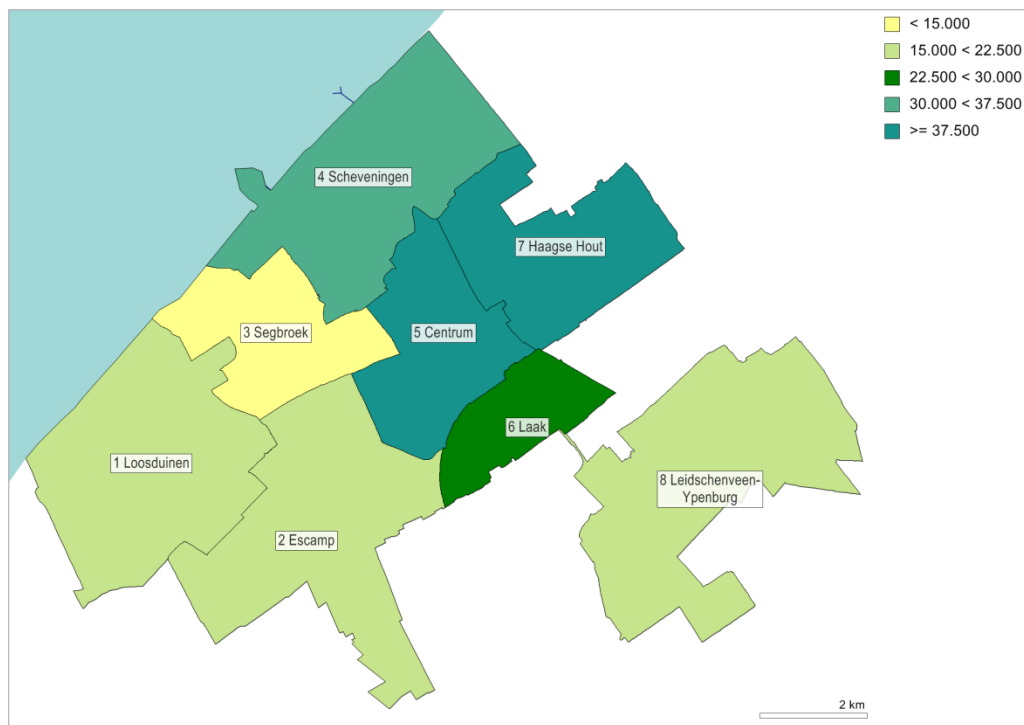 < 15.000
15.000 < 22.500
22.500 < 30.000
30.000 < 37.500
>= 37.500
4 Scheveningen
7 Haagse Hout
3 Segbroek
5 Centrum
6 Laak
1 Loosduinen
8 Leidschenveen-
Ypenburg
2 Escamp
2 km